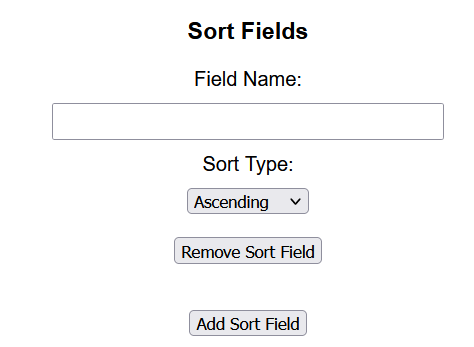 Sort Fields
Field Name:
Sort Type:
Ascending
Remove Sort Field
Add Sort Field